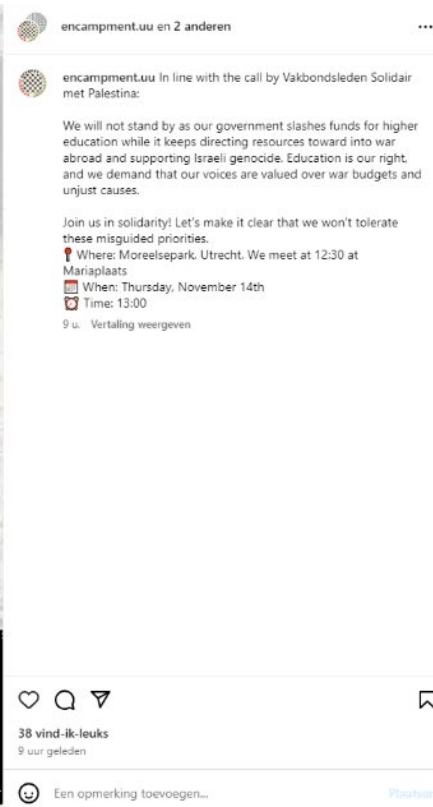 encampment.uu en 2 anderen
encampment.uu In line with the call by Vakbondsleden Solidair
met Palestina:
We will not stand by as our government slashes funds for higher
education while it keeps directing resources toward into war
abroad and supporting Israeli genocide. Education is our right,
and we demand that our voices are valued over war budgets and
unjust causes.
Join us in solidarity! Let's make it clear that we won't tolerate
these misguided priorities.
📍 Where: Moreelsepark, Utrecht. We meet at 12:30 at
Mariaplaats
📅 When: Thursday, November 14th
⏰ Time: 13:00
9 u. Vertaling weergeven
38 vind-ik-leuks
9 uur geleden
Een opmerking toevoegen...